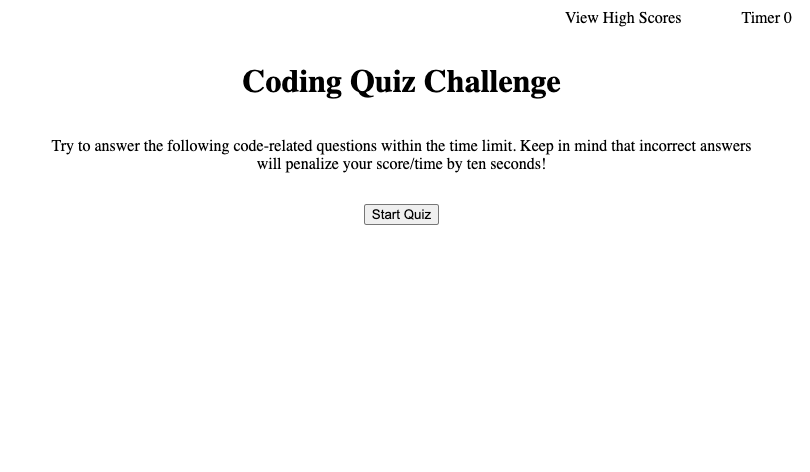 View High Scores
Timer 0
Coding Quiz Challenge
Try to answer the following code-related questions within the time limit. Keep in mind that incorrect answers
will penalize your score/time by ten seconds!
Start Quiz